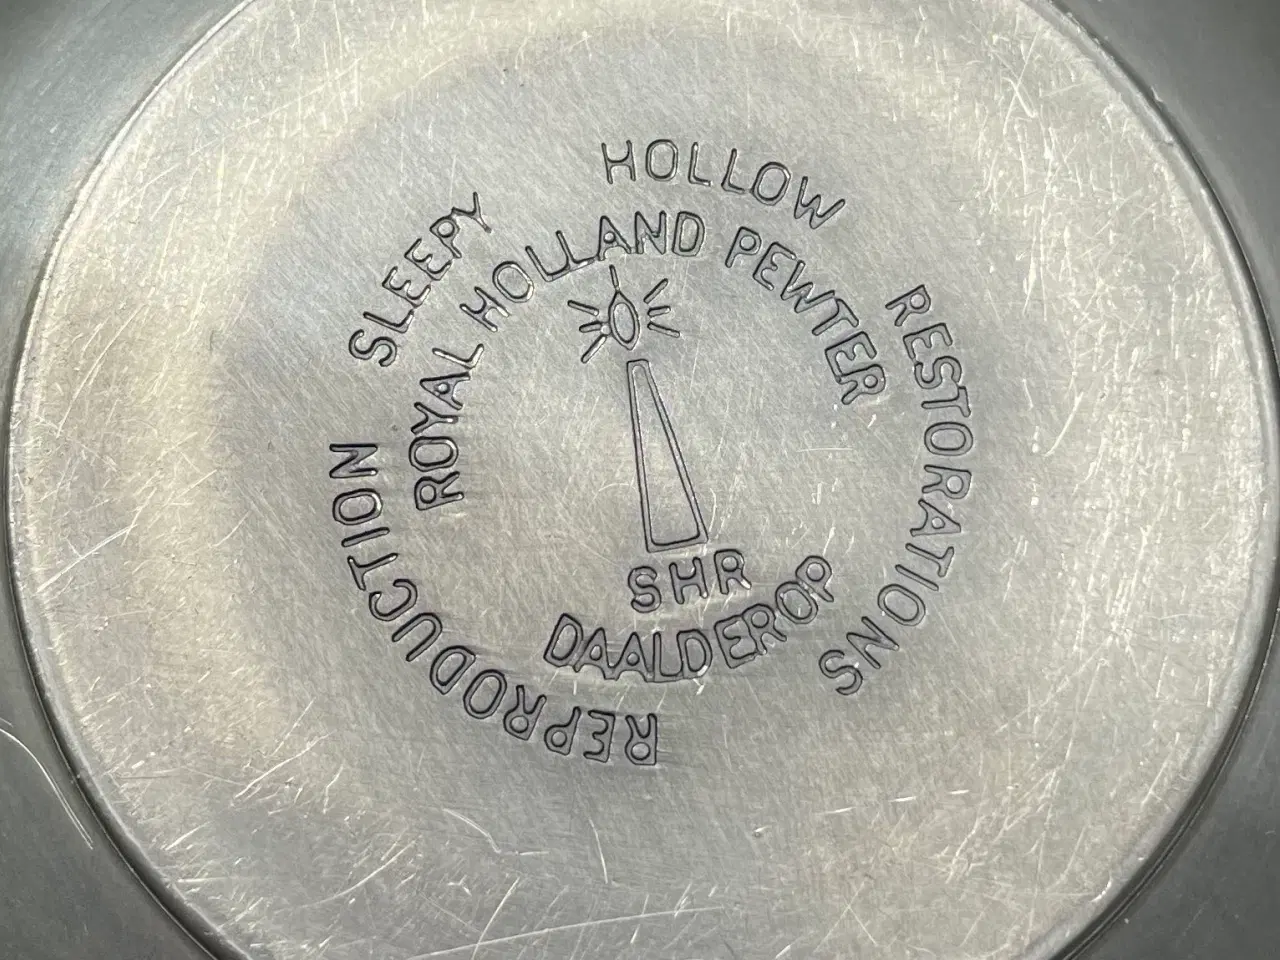 SLEEPY HOLLOW RESTORATIONS
REPRODUCTION
ROYAL HOLLAND PEWTER
SHR
DAALDEROP